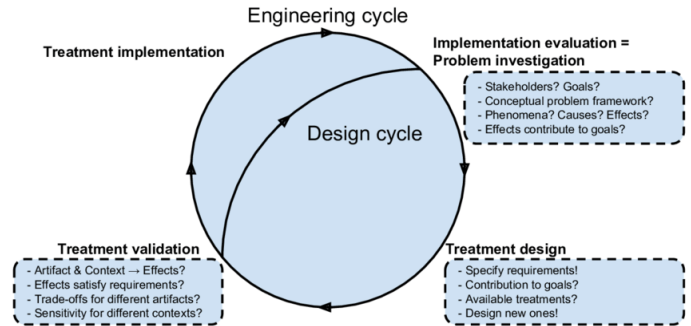 Engineering cycle
Treatment implementation
Implementation evaluation =
Problem investigation
- Stakeholders? Goals?
- Conceptual problem framework?
- Phenomena? Causes? Effects?
- Effects contribute to goals?
Design cycle
Treatment validation
- Artifact & Context → Effects?
- Effects satisfy requirements?
- Trade-offs for different artifacts?
- Sensitivity for different contexts?
Treatment design
- Specify requirements!
- Contribution to goals?
- Available treatments?
- Design new ones!